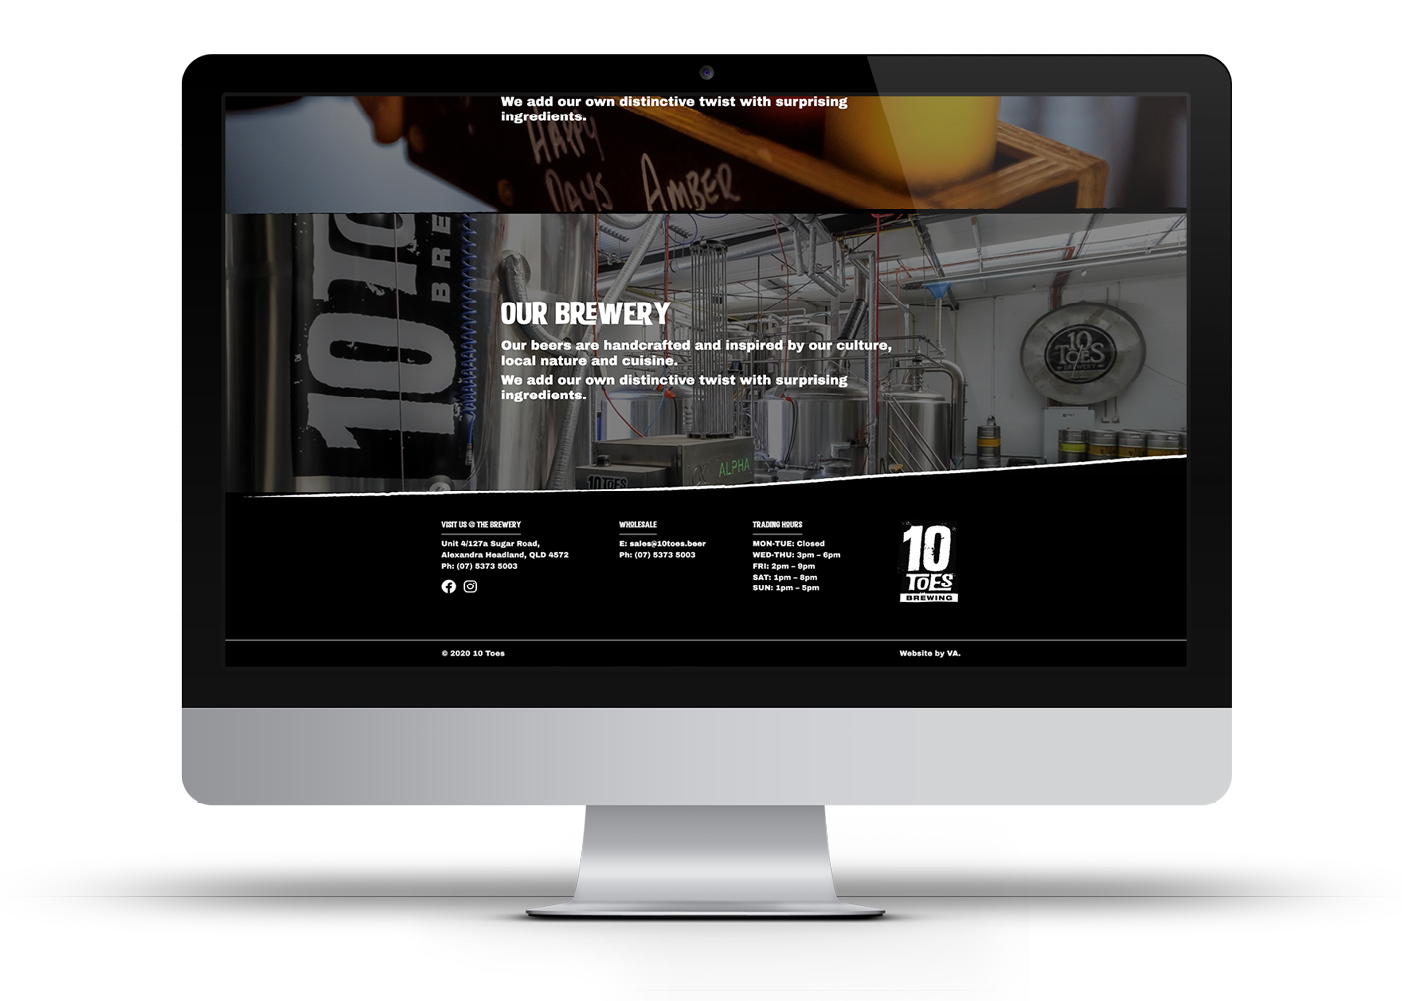 We add our own distinctive twist with surprising
ingredients.
HAPPY
DAYS AMBER
10
BRE
10
OUR BREWERY
Our beers are handcrafted and inspired by our culture,
local nature and cuisine.
We add our own distinctive twist with surprising
ingredients.
10
TOES
BREWERY
ALPHA
10 TOES
VISIT US @ THE BREWERY
Unit 4/127a Sugar Road,
Alexandra Headland, QLD 4572
Ph: (07) 5373 5003
WHOLESALE
E: sales@10toes.beer
Ph: (07) 5373 5003
TRADING HOURS
MON-TUE: Closed
WED-THU: 3pm – 6pm
FRI: 2pm – 9pm
SAT: 1pm – 8pm
SUN: 1pm – 5pm
10
TOES
BREWING
© 2020 10 Toes
Website by VA.